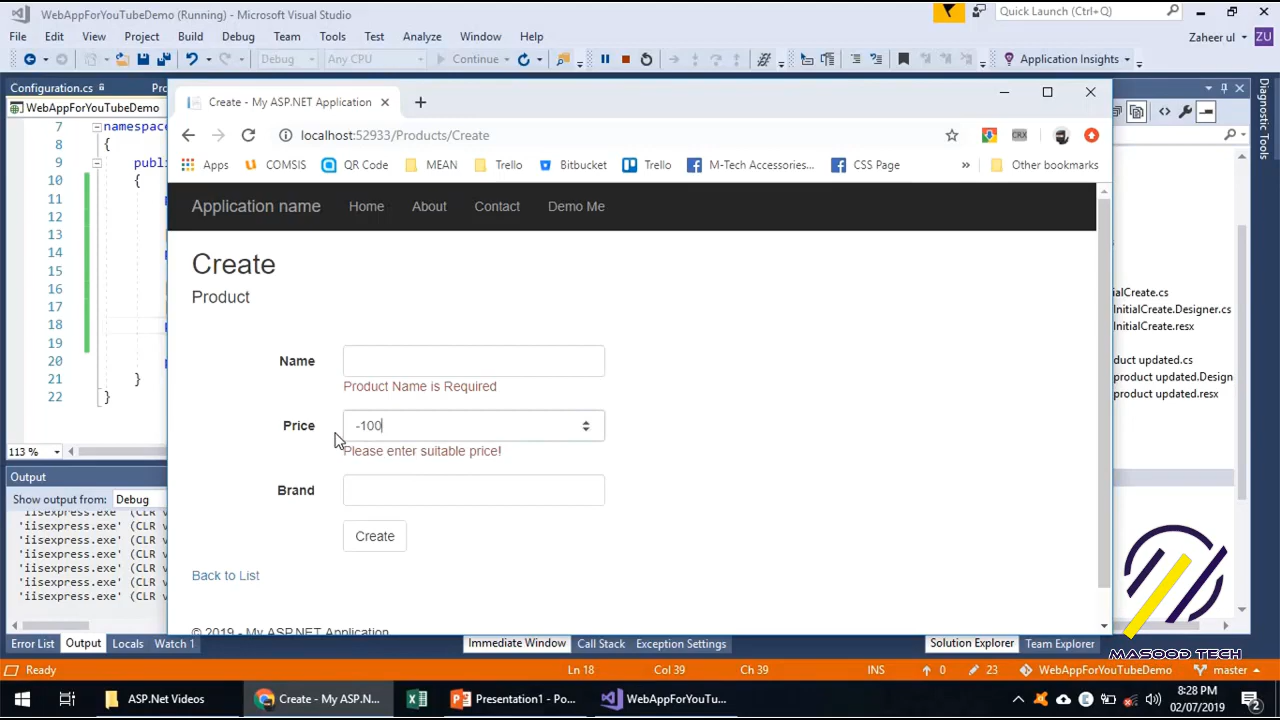 WebAppForYouTubeDemo (Running) - Microsoft Visual Studio
Quick Launch (Ctrl+Q)
File Edit View Project Build Debug Team Tools Test Analyze Window Help
Zaheer ul ZU
Debug Any CPU Continue Application Insights
Configuration.cs
WebAppForYouTubeDemo
Create - My ASP.NET Application
localhost:52933/Products/Create
Apps COMSIS QR Code MEAN Trello Bitbucket Trello M-Tech Accessories... CSS Page » Other bookmarks
Application name Home About Contact Demo Me
Create
Product
Name
Product Name is Required
Price -100
Please enter suitable price!
Brand
Create
Back to List
© 2019 - My ASP.NET Application
7 namespace
8 {
9
10 {
11
12
13
14
15
16
17
18
19
20
21 }
22 }
113 %
Output
Show output from: Debug
'iisexpress.exe' (CLR
'iisexpress.exe' (CLR
'iisexpress.exe' (CLR
'iisexpress.exe' (CLR
'iisexpress.exe' (CLR
'iisexpress.exe' (CLR
Diagnostic Tools
ialCreate.cs
InitialCreate.Designer.cs
InitialCreate.resx
duct updated.cs
product updated.Design
product updated.resx
MASOOD TECH
Error List Output Locals Watch 1 Immediate Window Call Stack Exception Settings Solution Explorer Team Explorer
Ready Ln 18 Col 39 Ch 39 INS 0 23 WebAppForYouTubeDemo master
ASP.Net Videos Create - My ASP.N... Presentation1 - Po... WebAppForYouTu...
8:28 PM
02/07/2019
2